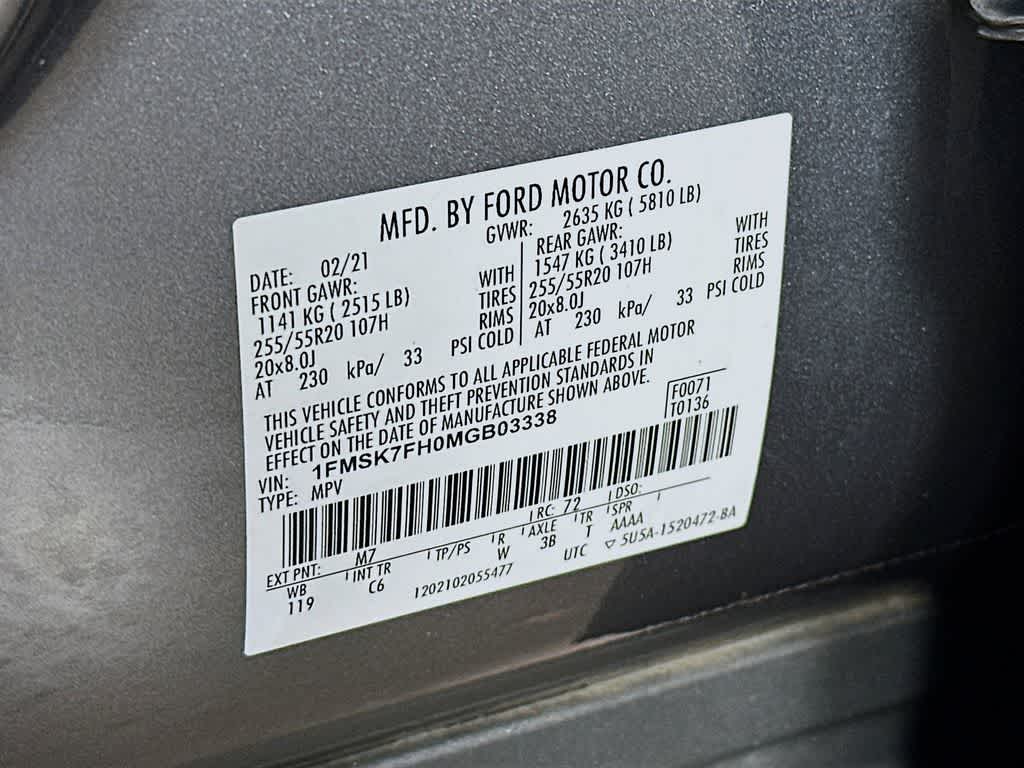 MFD. BY FORD MOTOR CO.
DATE: 02/21
GVWR: 2635 KG ( 5810 LB)
FRONT GAWR:
1141 KG ( 2515 LB) WITH
255/55R20 107H TIRES
20x8.0J RIMS
AT 230 kPa/ 33 PSI COLD
REAR GAWR:
1547 KG ( 3410 LB) WITH
255/55R20 107H TIRES
20x8.0J RIMS
AT 230 kPa/ 33 PSI COLD
THIS VEHICLE CONFORMS TO ALL APPLICABLE FEDERAL MOTOR
VEHICLE SAFETY AND THEFT PREVENTION STANDARDS IN
EFFECT ON THE DATE OF MANUFACTURE SHOWN ABOVE.
F0071
T0136
VIN: 1FMSK7FH0MGB03338
TYPE: MPV
EXT PNT: M7 RC: 72 DSO:
WB INT TR TP/PS R AXLE TR SPR
119 C6 W 3B T AAAA
1202102055477 UTC ▽ 5U5A-1520472-BA